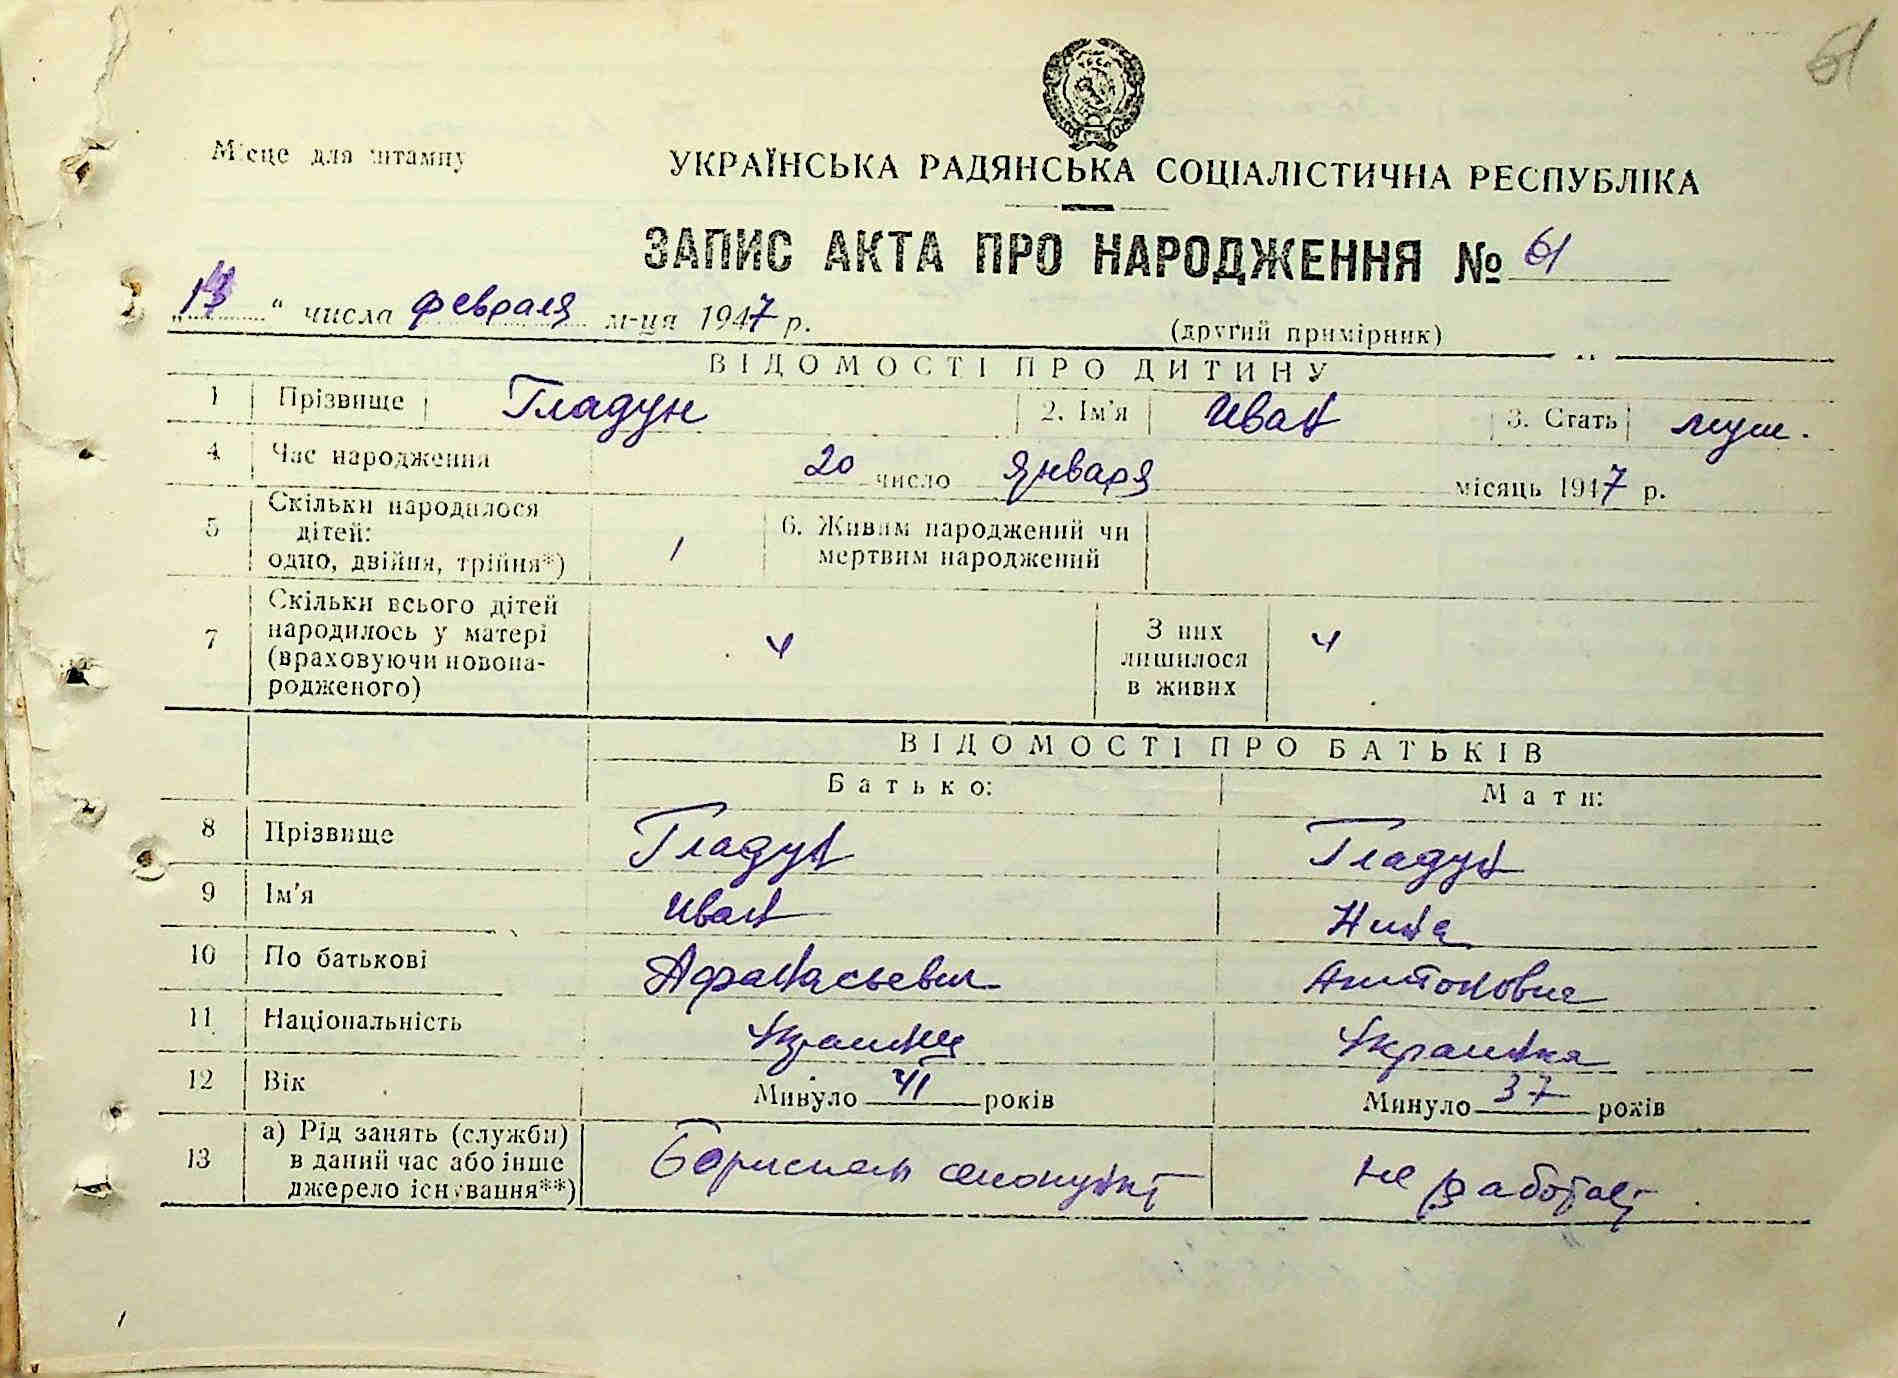 61
Місце для штампу
УКРАЇНСЬКА РАДЯНСЬКА СОЦІАЛІСТИЧНА РЕСПУБЛІКА
ЗАПИС АКТА ПРО НАРОДЖЕННЯ № 61
" числа февраля м-ця 1947 р.
(другий примірник)
ВІДОМОСТІ ПРО ДИТИНУ
1 Прізвище Гладун 2. Ім'я Иван 3. Стать муж.
4 Час народження 20 число января місяць 1947 р.
5 Скільки народилося
дітей:
одно, двійня, трійня*) 1
6. Живим народжений чи
мертвим народжений
7 Скільки всього дітей
народилось у матері
(враховуючи новона-
родженого) 4
З них
лишилося
в живих 4
ВІДОМОСТІ ПРО БАТЬКІВ
Батько: Мати:
8 Прізвище Гладун Гладун
9 Ім'я Иван Нина
10 По батькові Афанасьевич Антоновна
11 Національність Украинец Украинка
12 Вік Минуло 41 років Минуло 37 років
13 а) Рід занять (служби)
в даний час або інше
джерело існування**)
не работает